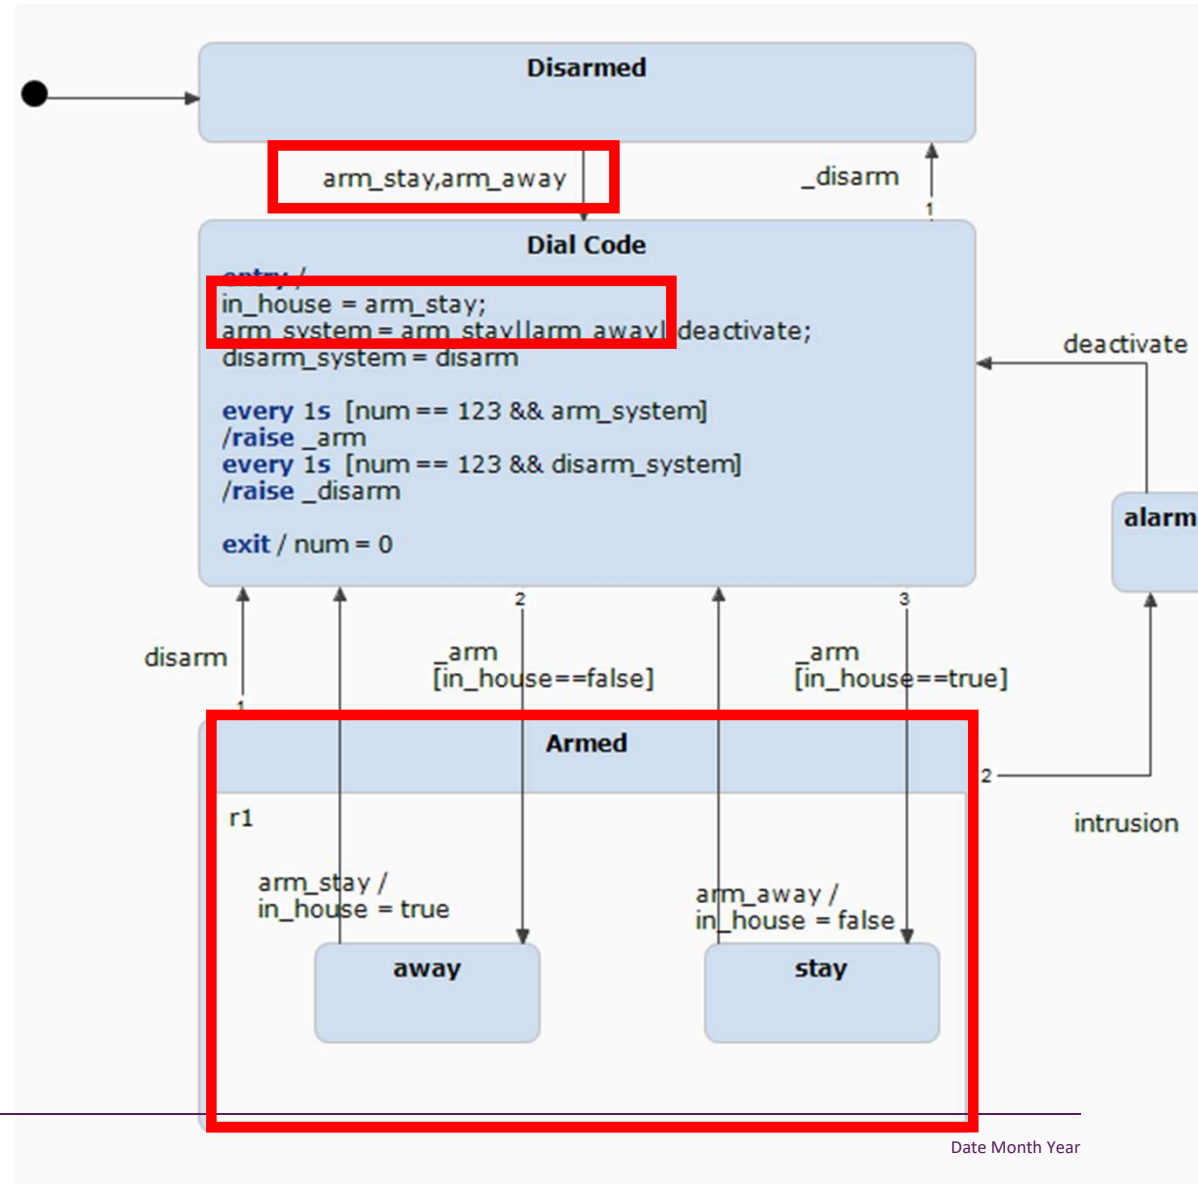 Disarmed
arm_stay,arm_away
_disarm
1
Dial Code
entry /
in_house = arm_stay;
arm_system = arm_stay||arm_away| deactivate;
disarm_system = disarm
every 1s [num == 123 && arm_system]
/raise _arm
every 1s [num == 123 && disarm_system]
/raise _disarm
exit / num = 0
deactivate
alarm
2
3
disarm
_arm
[in_house==false]
_arm
[in_house==true]
1
Armed
2
r1
intrusion
arm_stay /
in_house = true
arm_away /
in_house = false
away
stay
Date Month Year